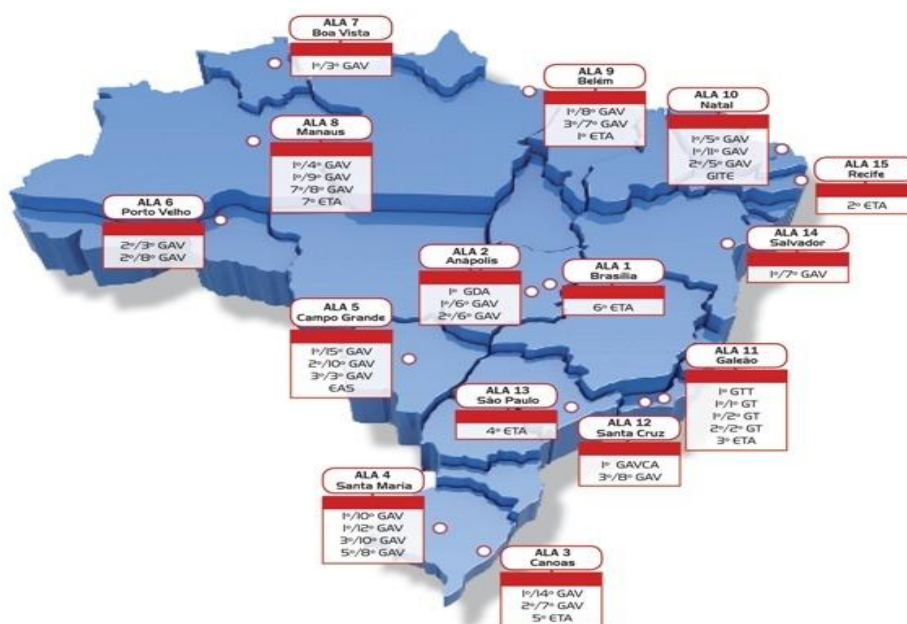 ALA 7
Boa Vista
1º/3º GAV
ALA 9
Belém
1º/8º GAV
3º/7º GAV
1º ETA
ALA 10
Natal
1º/5º GAV
1º/11º GAV
2º/5º GAV
GITE
ALA 8
Manaus
1º/4º GAV
1º/9º GAV
7º/8º GAV
7º ETA
ALA 15
Recife
2º ETA
ALA 6
Porto Velho
2º/3º GAV
2º/8º GAV
ALA 14
Salvador
1º/7º GAV
ALA 2
Anápolis
1º GDA
1º/6º GAV
2º/6º GAV
ALA 1
Brasília
6º ETA
ALA 5
Campo Grande
1º/15º GAV
2º/10º GAV
3º/3º GAV
EAS
ALA 11
Galeão
1º GTT
1º/1º GT
1º/2º GT
2º/2º GT
3º ETA
ALA 13
São Paulo
4º ETA
ALA 12
Santa Cruz
1º GAVCA
3º/8º GAV
ALA 4
Santa Maria
1º/10º GAV
1º/12º GAV
3º/10º GAV
5º/8º GAV
ALA 3
Canoas
1º/14º GAV
2º/7º GAV
5º ETA